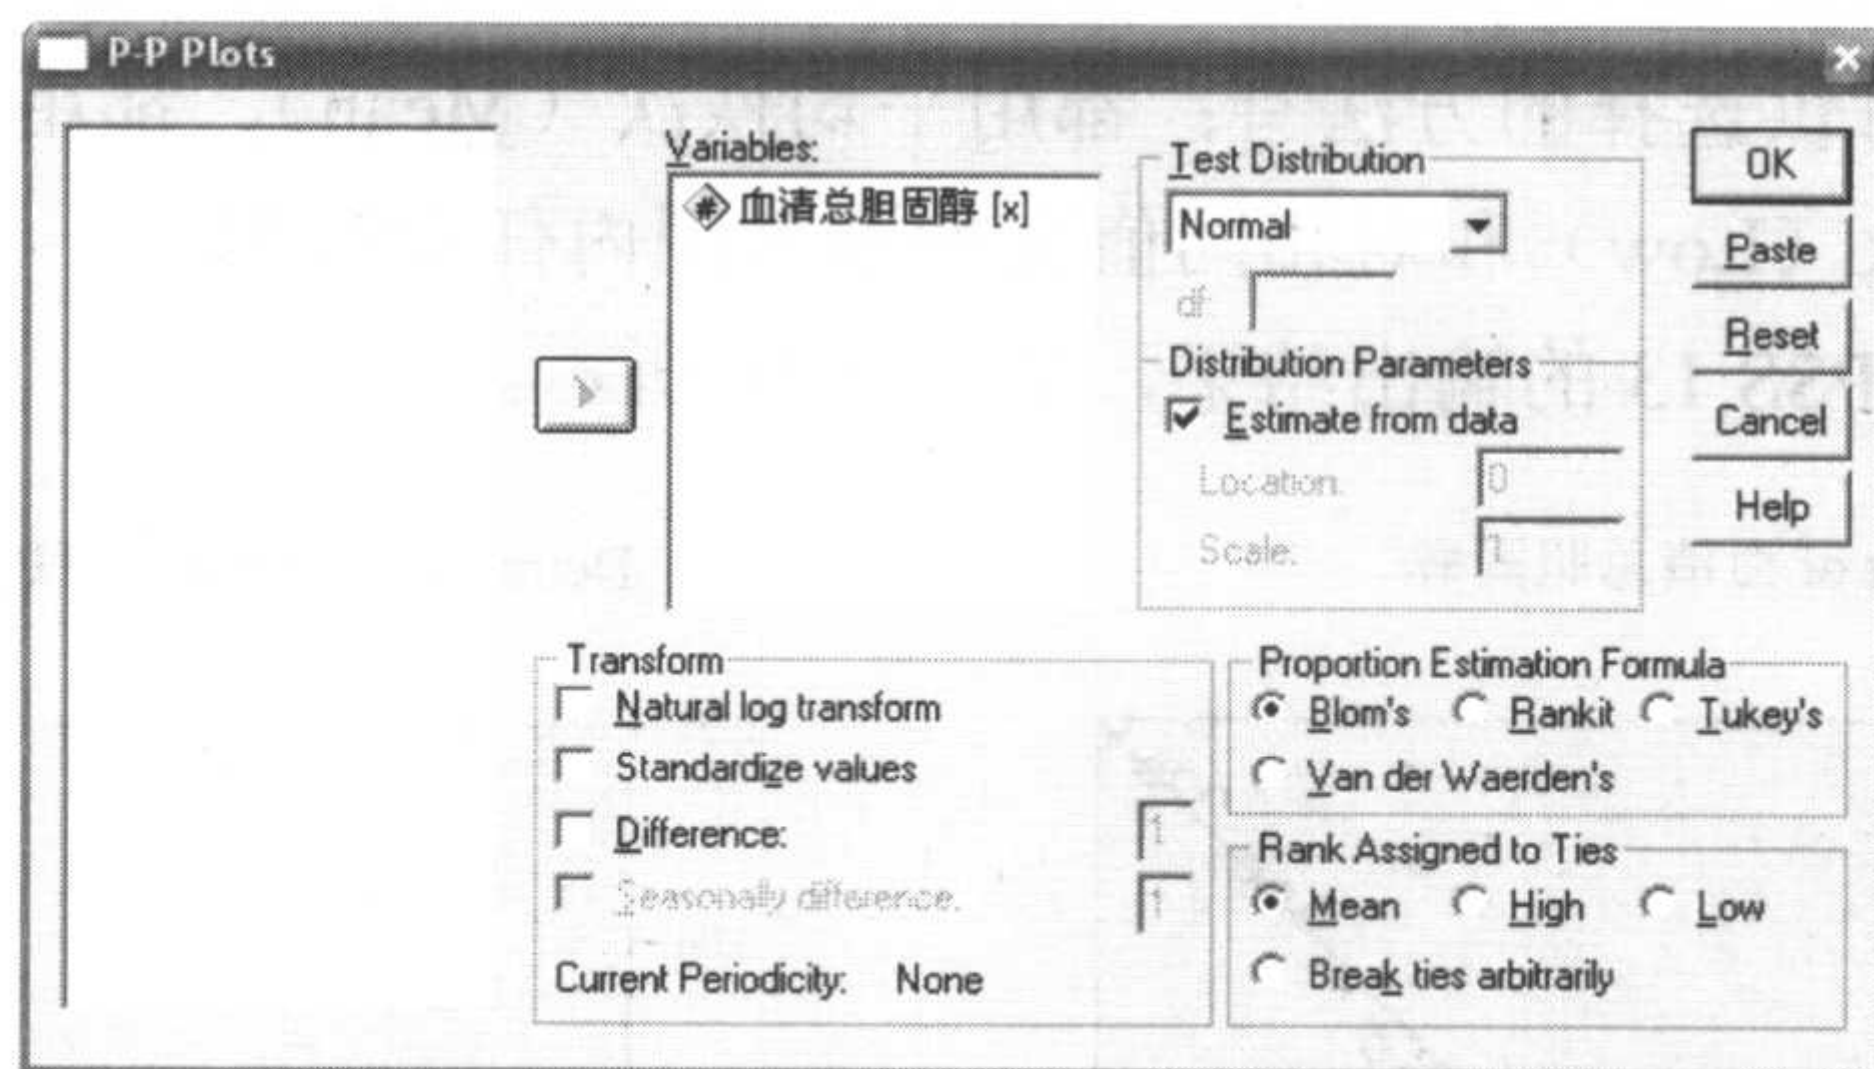 P-P Plots
Variables:
血清总胆固醇 [x]
Test Distribution
Normal
df:
Distribution Parameters
Estimate from data
Location:
0
Scale:
1
OK
Paste
Reset
Cancel
Help
Transform
Natural log transform
Standardize values
Difference:
1
Seasonally difference:
1
Current Periodicity: None
Proportion Estimation Formula
Blom's Rankit Tukey's
Van der Waerden's
Rank Assigned to Ties
Mean High Low
Break ties arbitrarily